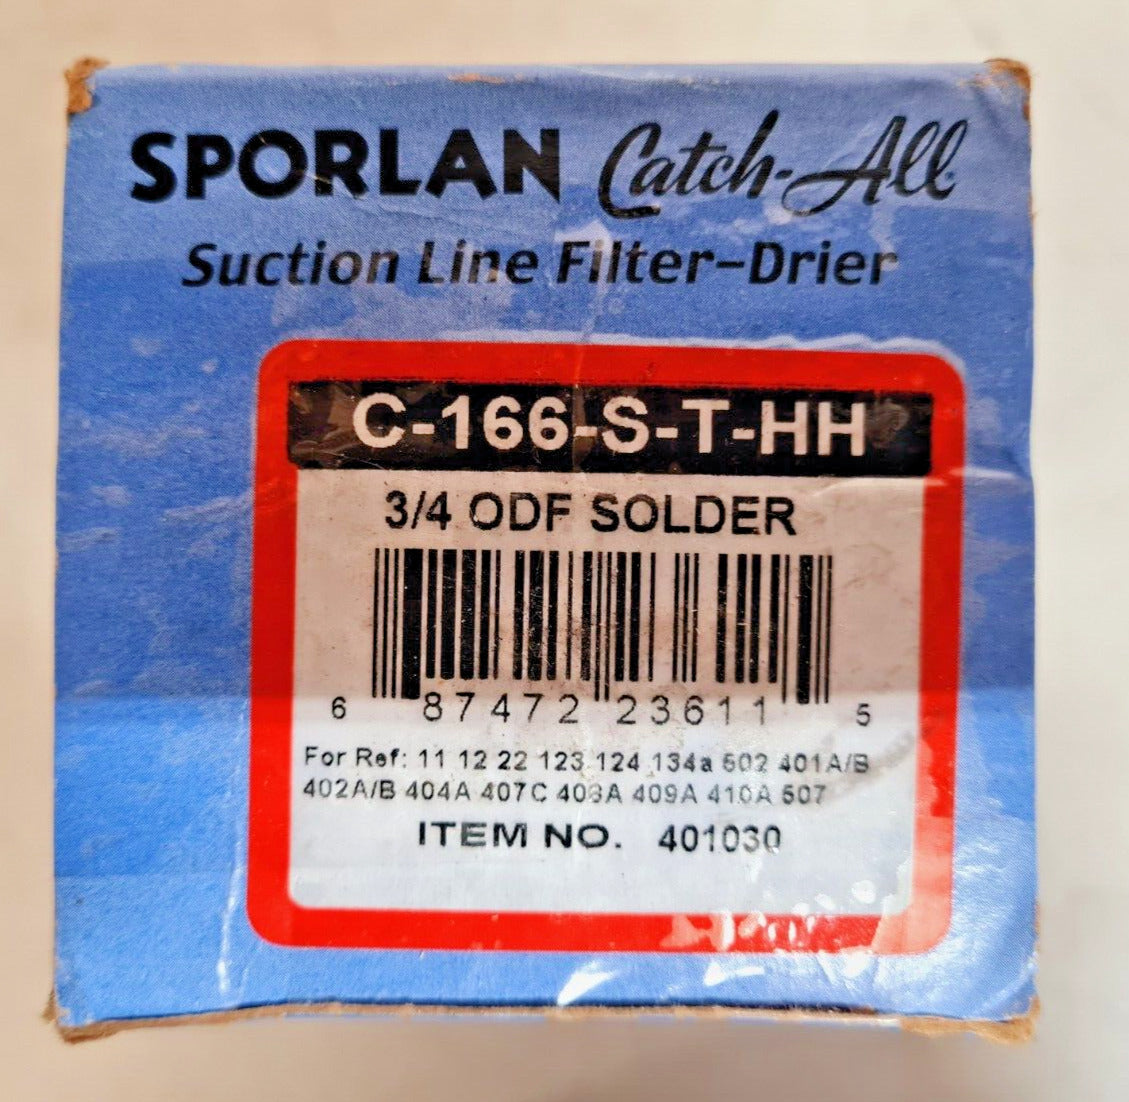 SPORLAN Catch-All
Suction Line Filter-Drier
C-166-S-T-HH
3/4 ODF SOLDER
6 87472 23611 5
For Ref: 11 12 22 123 124 134a 502 401A/B
402A/B 404A 407C 408A 409A 410A 507
ITEM NO. 401030